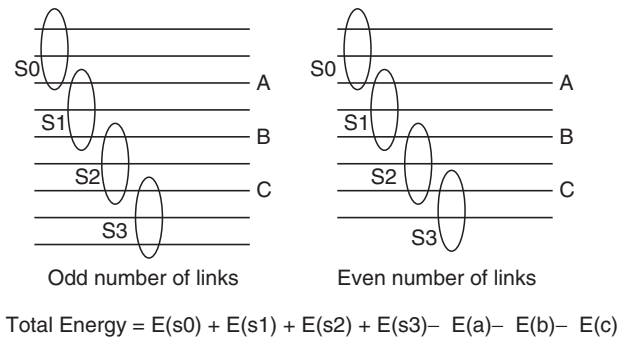 S0 S0
A A
S1 S1
B B
S2 S2
C C
S3 S3
Odd number of links Even number of links
Total Energy = E(s0) + E(s1) + E(s2) + E(s3)– E(a)– E(b)– E(c)